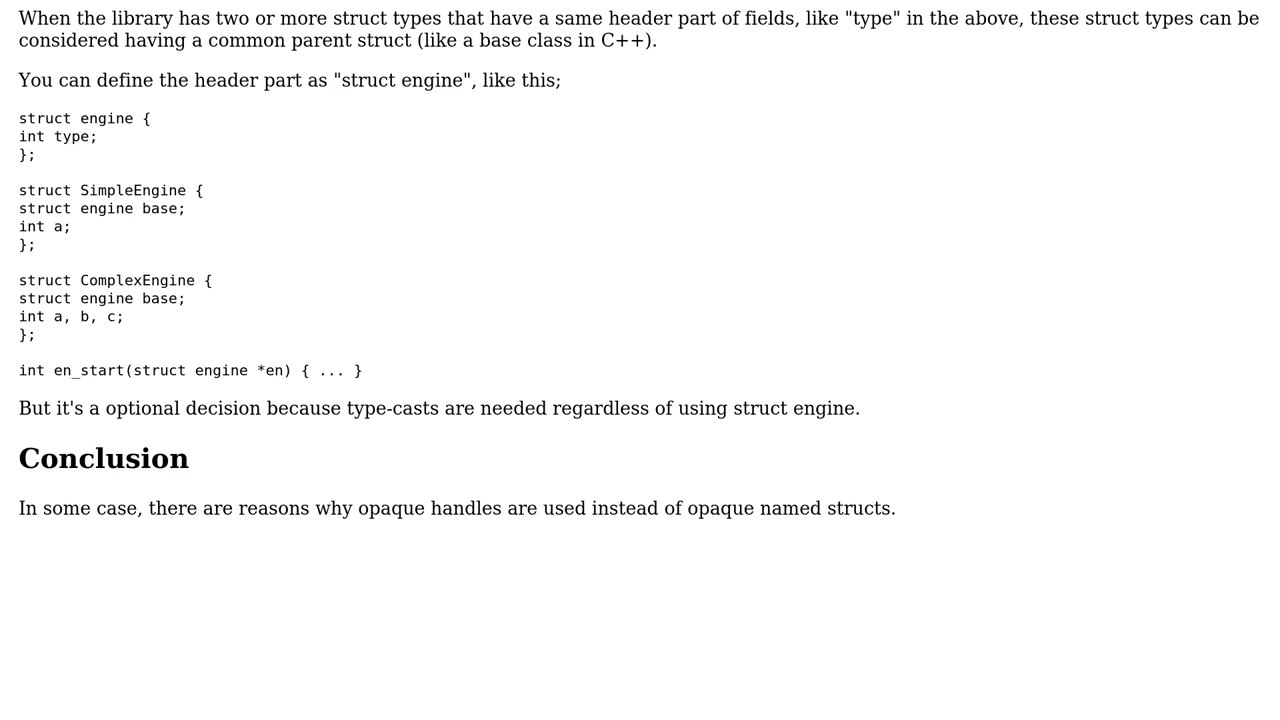 When the library has two or more struct types that have a same header part of fields, like "type" in the above, these struct types can be
considered having a common parent struct (like a base class in C++).
You can define the header part as "struct engine", like this;
struct engine {
int type;
};
struct SimpleEngine {
struct engine base;
int a;
};
struct ComplexEngine {
struct engine base;
int a, b, c;
};
int en_start(struct engine *en) { ... }
But it's a optional decision because type-casts are needed regardless of using struct engine.
Conclusion
In some case, there are reasons why opaque handles are used instead of opaque named structs.